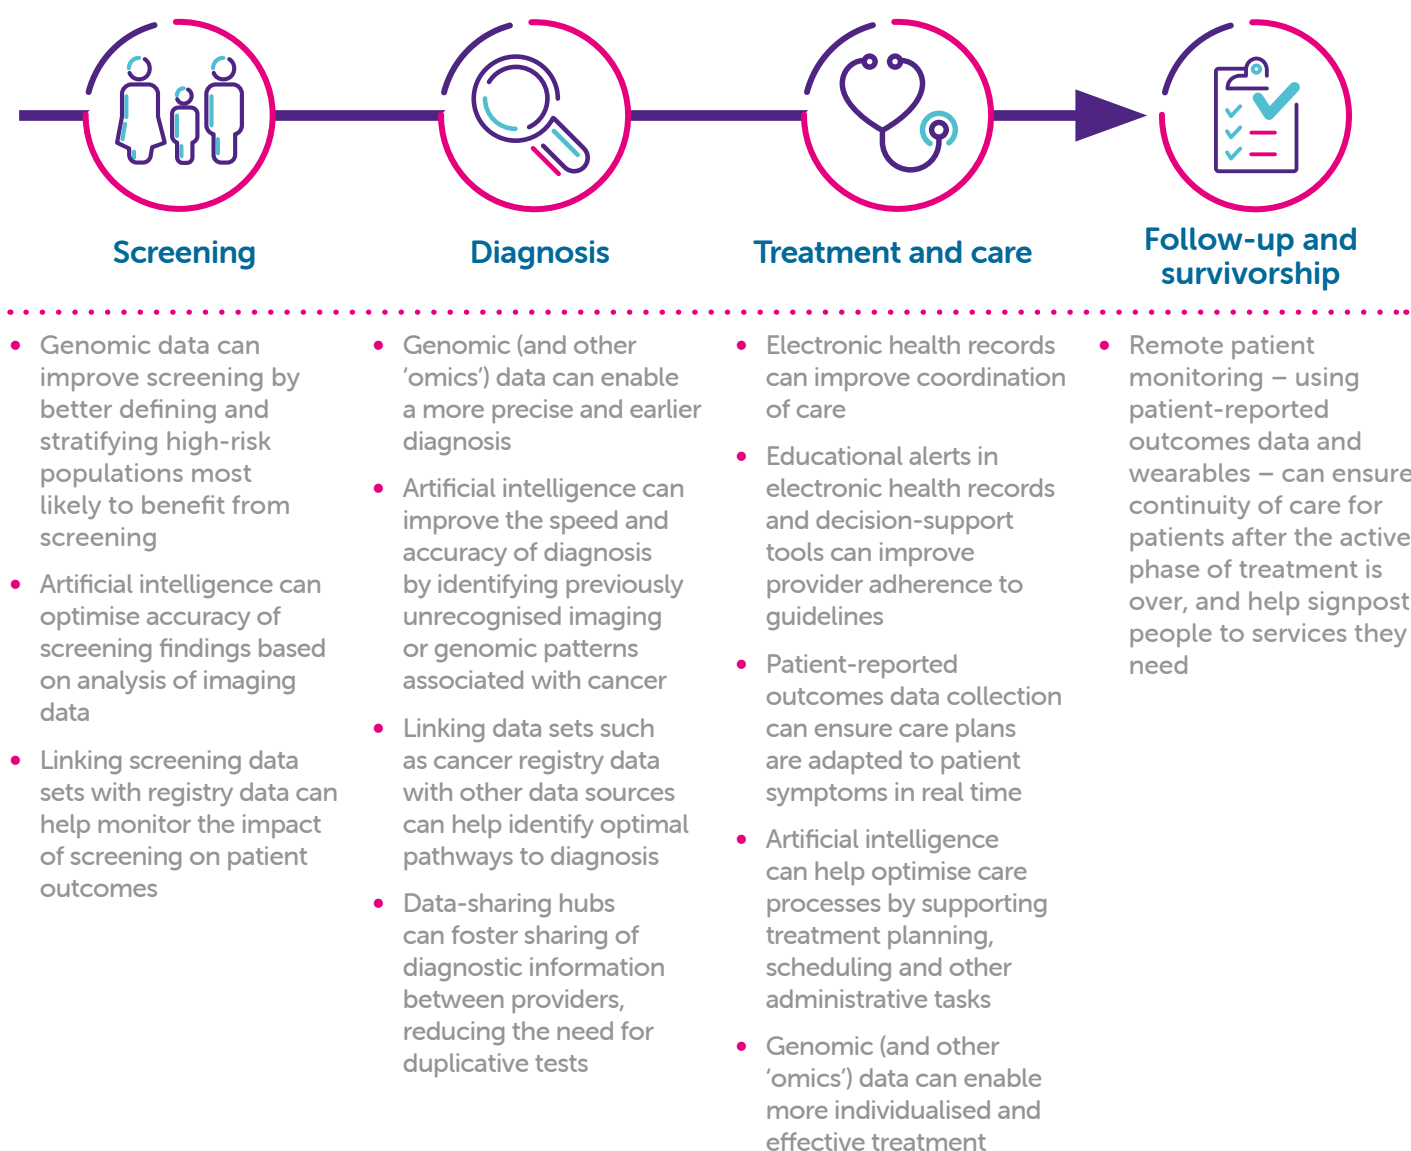 Screening
Diagnosis
Treatment and care
Follow-up and
survivorship
• Genomic data can
improve screening by
better defining and
stratifying high-risk
populations most
likely to benefit from
screening
• Artificial intelligence can
optimise accuracy of
screening findings based
on analysis of imaging
data
• Linking screening data
sets with registry data can
help monitor the impact
of screening on patient
outcomes
• Genomic (and other
‘omics’) data can enable
a more precise and earlier
diagnosis
• Artificial intelligence can
improve the speed and
accuracy of diagnosis
by identifying previously
unrecognised imaging
or genomic patterns
associated with cancer
• Linking data sets such
as cancer registry data
with other data sources
can help identify optimal
pathways to diagnosis
• Data-sharing hubs
can foster sharing of
diagnostic information
between providers,
reducing the need for
duplicative tests
• Electronic health records
can improve coordination
of care
• Educational alerts in
electronic health records
and decision-support
tools can improve
provider adherence to
guidelines
• Patient-reported
outcomes data collection
can ensure care plans
are adapted to patient
symptoms in real time
• Artificial intelligence
can help optimise care
processes by supporting
treatment planning,
scheduling and other
administrative tasks
• Genomic (and other
‘omics’) data can enable
more individualised and
effective treatment
• Remote patient
monitoring – using
patient-reported
outcomes data and
wearables – can ensure
continuity of care for
patients after the active
phase of treatment is
over, and help signpost
people to services they
need